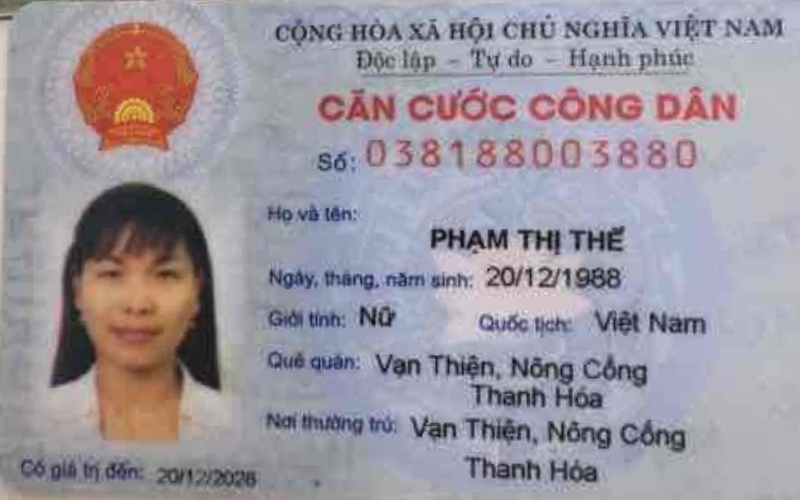 CỘNG HÒA XÃ HỘI CHỦ NGHĨA VIỆT NAM
Độc lập - Tự do - Hạnh phúc
CĂN CƯỚC CÔNG DÂN
Số: 038188003880
Họ và tên:
PHẠM THỊ THẾ
Ngày, tháng, năm sinh: 20/12/1988
Giới tính: Nữ Quốc tịch: Việt Nam
Quê quán: Vạn Thiện, Nông Cống
Thanh Hóa
Nơi thường trú: Vạn Thiện, Nông Cống
Thanh Hóa
Có giá trị đến: 20/12/2028